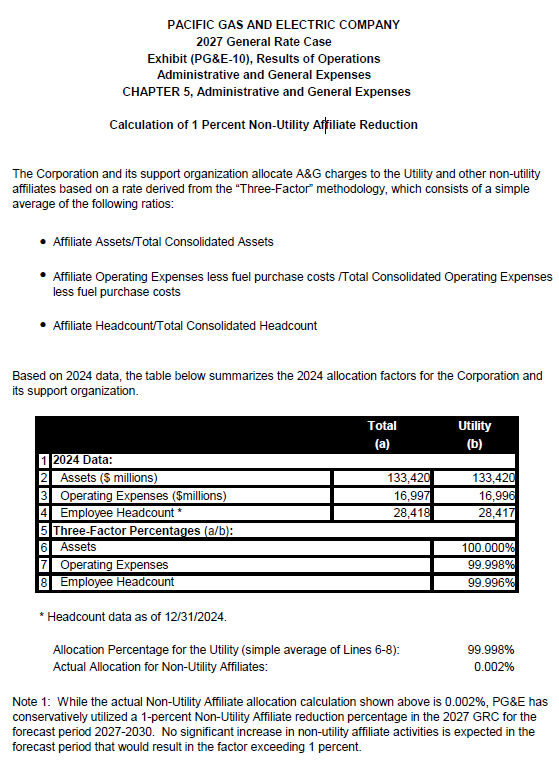 PACIFIC GAS AND ELECTRIC COMPANY
2027 General Rate Case
Exhibit (PG&E-10), Results of Operations
Administrative and General Expenses
CHAPTER 5, Administrative and General Expenses
Calculation of 1 Percent Non-Utility Affiliate Reduction
The Corporation and its support organization allocate A&G charges to the Utility and other non-utility
affiliates based on a rate derived from the “Three-Factor” methodology, which consists of a simple
average of the following ratios:
• Affiliate Assets/Total Consolidated Assets
• Affiliate Operating Expenses less fuel purchase costs /Total Consolidated Operating Expenses
less fuel purchase costs
• Affiliate Headcount/Total Consolidated Headcount
Based on 2024 data, the table below summarizes the 2024 allocation factors for the Corporation and
its support organization.
Total Utility
(a) (b)
1 2024 Data:
2 Assets ($ millions) 133,420 133,420
3 Operating Expenses ($millions) 16,997 16,996
4 Employee Headcount * 28,418 28,417
5 Three-Factor Percentages (a/b):
6 Assets 100.000%
7 Operating Expenses 99.998%
8 Employee Headcount 99.996%
* Headcount data as of 12/31/2024.
Allocation Percentage for the Utility (simple average of Lines 6-8): 99.998%
Actual Allocation for Non-Utility Affiliates: 0.002%
Note 1: While the actual Non-Utility Affiliate allocation calculation shown above is 0.002%, PG&E has
conservatively utilized a 1-percent Non-Utility Affiliate reduction percentage in the 2027 GRC for the
forecast period 2027-2030. No significant increase in non-utility affiliate activities is expected in the
forecast period that would result in the factor exceeding 1 percent.